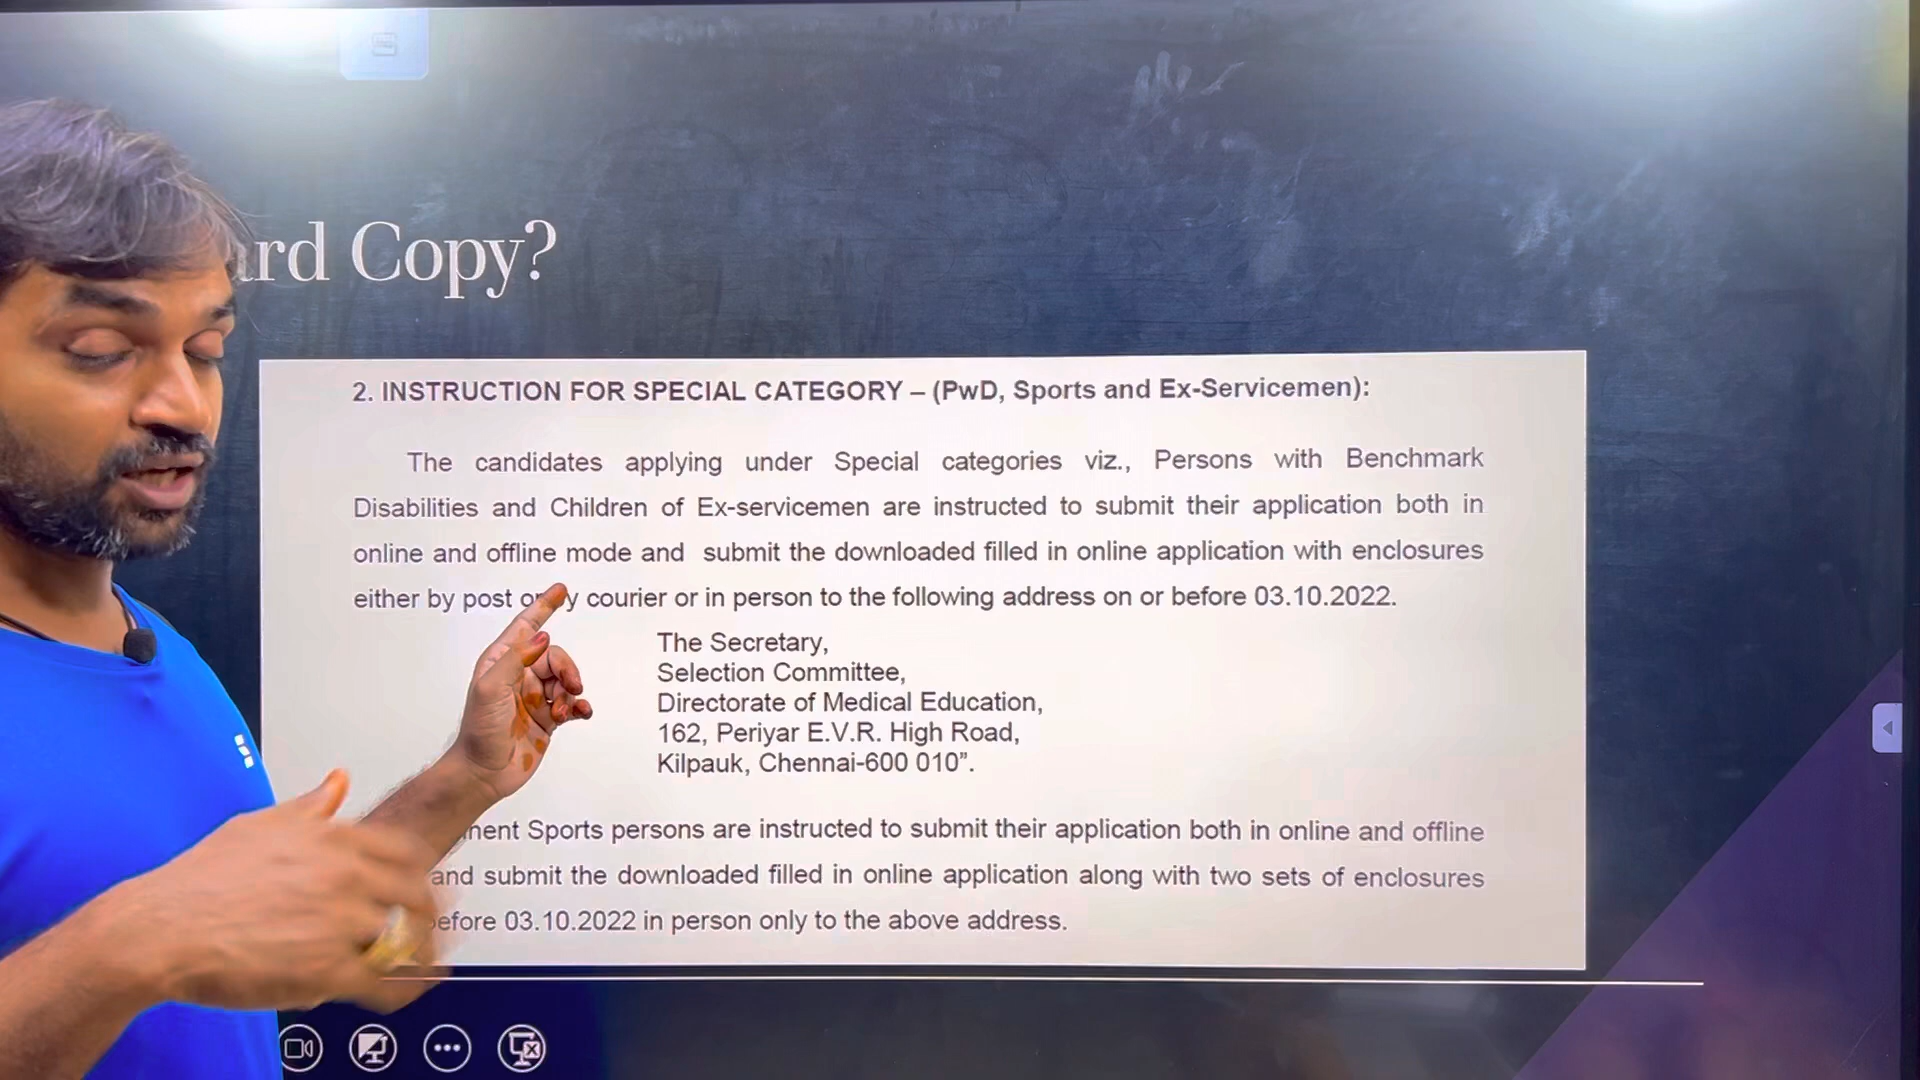 Copy?
2. INSTRUCTION FOR SPECIAL CATEGORY – (PwD, Sports and Ex-Servicemen):
The candidates applying under Special categories viz., Persons with Benchmark
Disabilities and Children of Ex-servicemen are instructed to submit their application both in
online and offline mode and submit the downloaded filled in online application with enclosures
either by post courier or in person to the following address on or before 03.10.2022.
The Secretary,
Selection Committee,
Directorate of Medical Education,
162, Periyar E.V.R. High Road,
Kilpauk, Chennai-600 010”.
Sports persons are instructed to submit their application both in online and offline
and submit the downloaded filled in online application along with two sets of enclosures
03.10.2022 in person only to the above address.